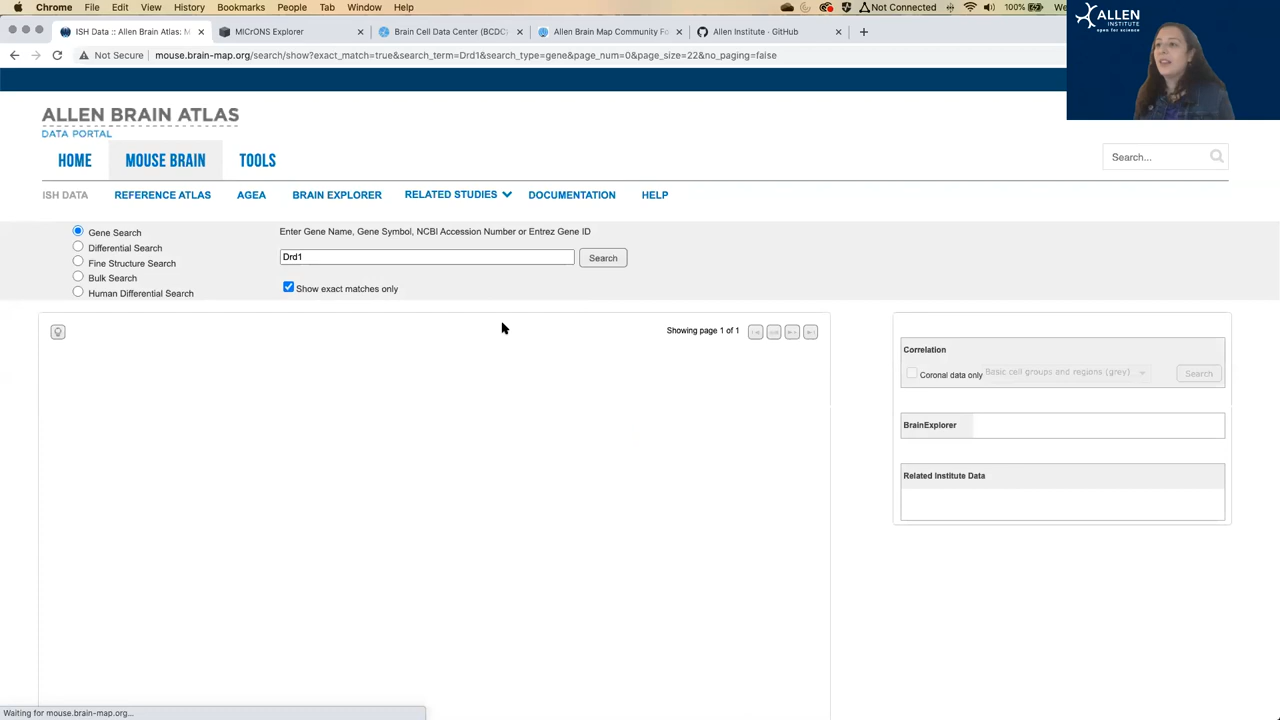 Chrome File Edit View History Bookmarks People Tab Window Help
Not Connected 100% We
ISH Data :: Allen Brain Atlas: M
MICrONS Explorer
Brain Cell Data Center (BCDC
Allen Brain Map Community Fo
Allen Institute · GitHub
Not Secure mouse.brain-map.org/search/show?exact_match=true&search_term=Drd1&search_type=gene&page_num=0&page_size=22&no_paging=false
ALLEN
INSTITUTE
open for science
ALLEN BRAIN ATLAS
DATA PORTAL
HOME MOUSE BRAIN TOOLS
Search...
ISH DATA REFERENCE ATLAS AGEA BRAIN EXPLORER RELATED STUDIES DOCUMENTATION HELP
Gene Search
Differential Search
Fine Structure Search
Bulk Search
Human Differential Search
Enter Gene Name, Gene Symbol, NCBI Accession Number or Entrez Gene ID
Drd1 Search
Show exact matches only
Showing page 1 of 1
Correlation
Coronal data only Basic cell groups and regions (grey) Search
BrainExplorer
Related Institute Data
Waiting for mouse.brain-map.org...